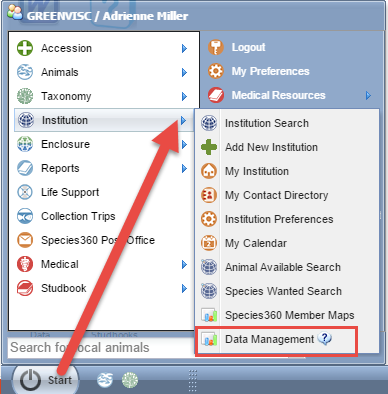 GREENVISC / Adrienne Miller
Accession
Animals
Taxonomy
Institution
Enclosure
Reports
Life Support
Collection Trips
Species360 Post Office
Medical
Studbook
Logout
My Preferences
Medical Resources
Institution Search
Add New Institution
My Institution
My Contact Directory
Institution Preferences
My Calendar
Animal Available Search
Species Wanted Search
Species360 Member Maps
Data Management
Data Studbooks
Search for local animals
Start